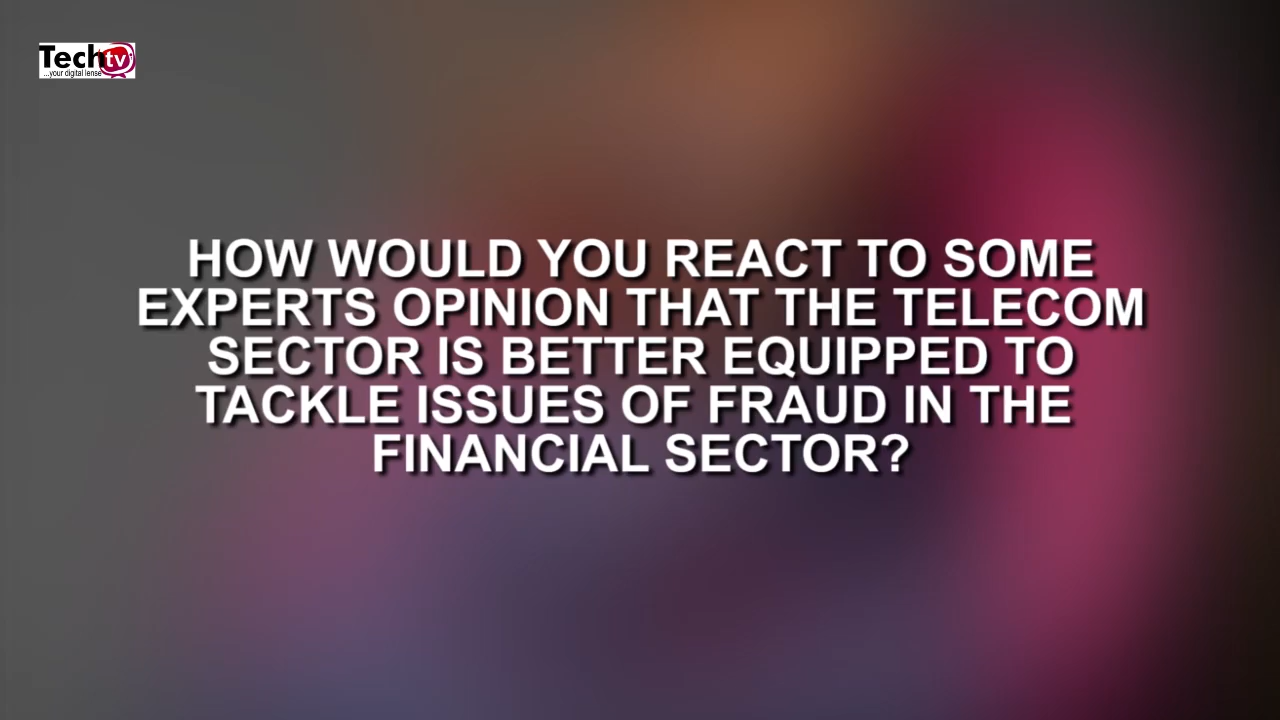 Techtv
...your digital lense
HOW WOULD YOU REACT TO SOME
EXPERTS OPINION THAT THE TELECOM
SECTOR IS BETTER EQUIPPED TO
TACKLE ISSUES OF FRAUD IN THE
FINANCIAL SECTOR?